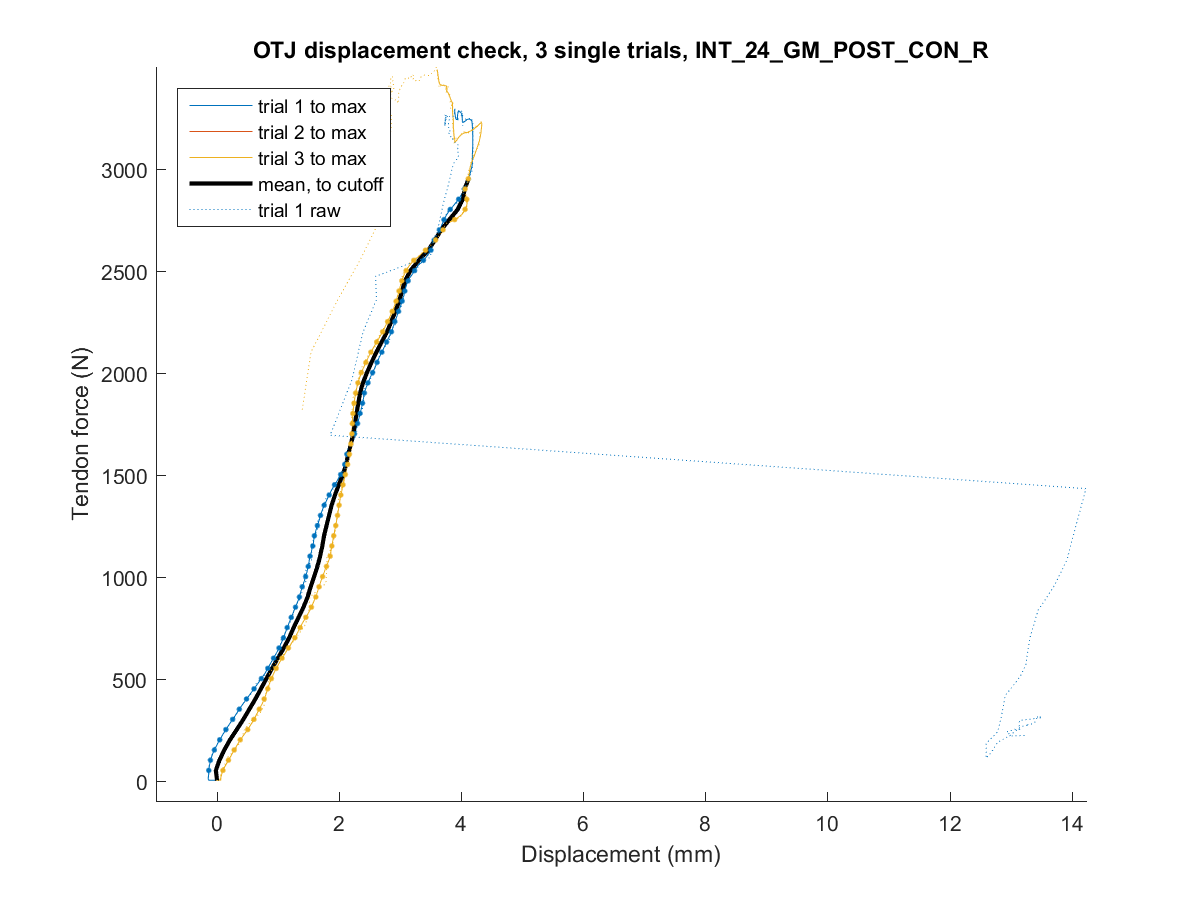 OTJ displacement check, 3 single trials, INT_24_GM_POST_CON_R
trial 1 to max
trial 2 to max
trial 3 to max
mean, to cutoff
trial 1 raw
3000
2500
2000
1500
1000
500
0
Tendon force (N)
0 2 4 6 8 10 12 14
Displacement (mm)